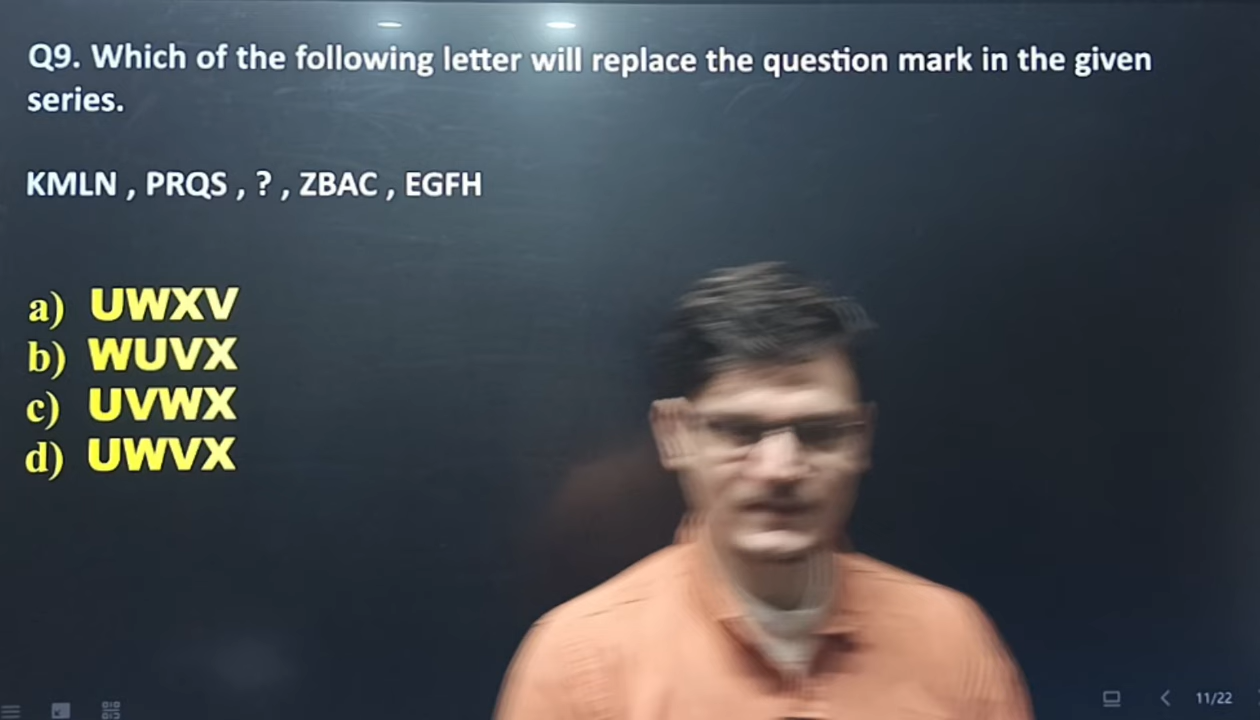 Q9. Which of the following letter will replace the question mark in the given
series.
KMLN , PRQS , ? , ZBAC , EGFH
a) UWXV
b) WUVX
c) UVWX
d) UWVX
11/22